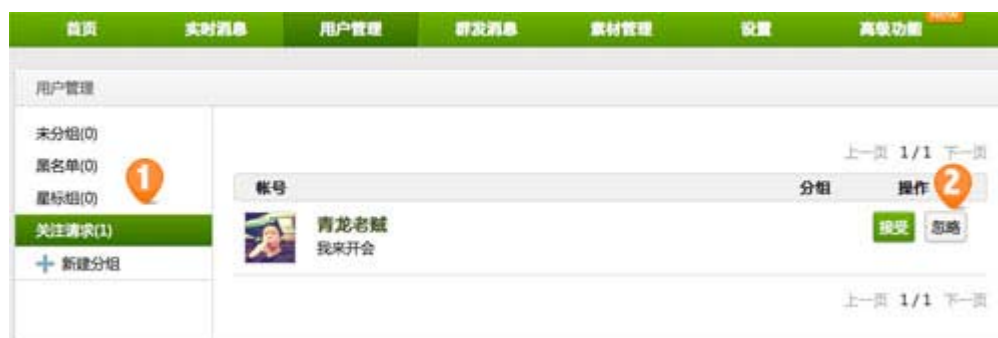 首页 实时消息 用户管理 群发消息 素材管理 设置 高级功能 NEW
用户管理
未分组(0)
黑名单(0)
星标组(0)
关注请求(1)
新建分组
1
上一页 1/1 下一页
帐号 分组 操作
2
青龙老贼
我来开会
接受 忽略
上一页 1/1 下一页